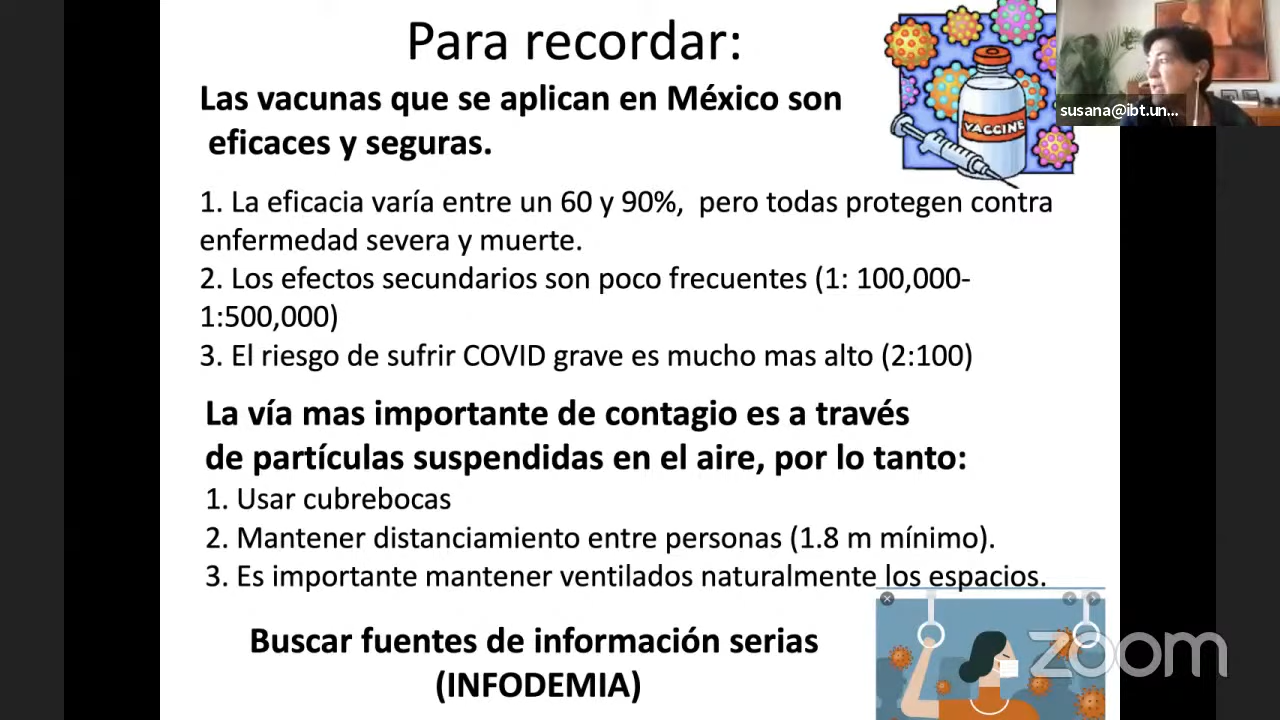 Para recordar:
Las vacunas que se aplican en México son
eficaces y seguras.
VACCINE
susana@ibt.un...
1. La eficacia varía entre un 60 y 90%, pero todas protegen contra
enfermedad severa y muerte.
2. Los efectos secundarios son poco frecuentes (1: 100,000-
1:500,000)
3. El riesgo de sufrir COVID grave es mucho mas alto (2:100)
La vía mas importante de contagio es a través
de partículas suspendidas en el aire, por lo tanto:
1. Usar cubrebocas
2. Mantener distanciamiento entre personas (1.8 m mínimo).
3. Es importante mantener ventilados naturalmente los espacios.
Buscar fuentes de información serias
(INFODEMIA)
zoom